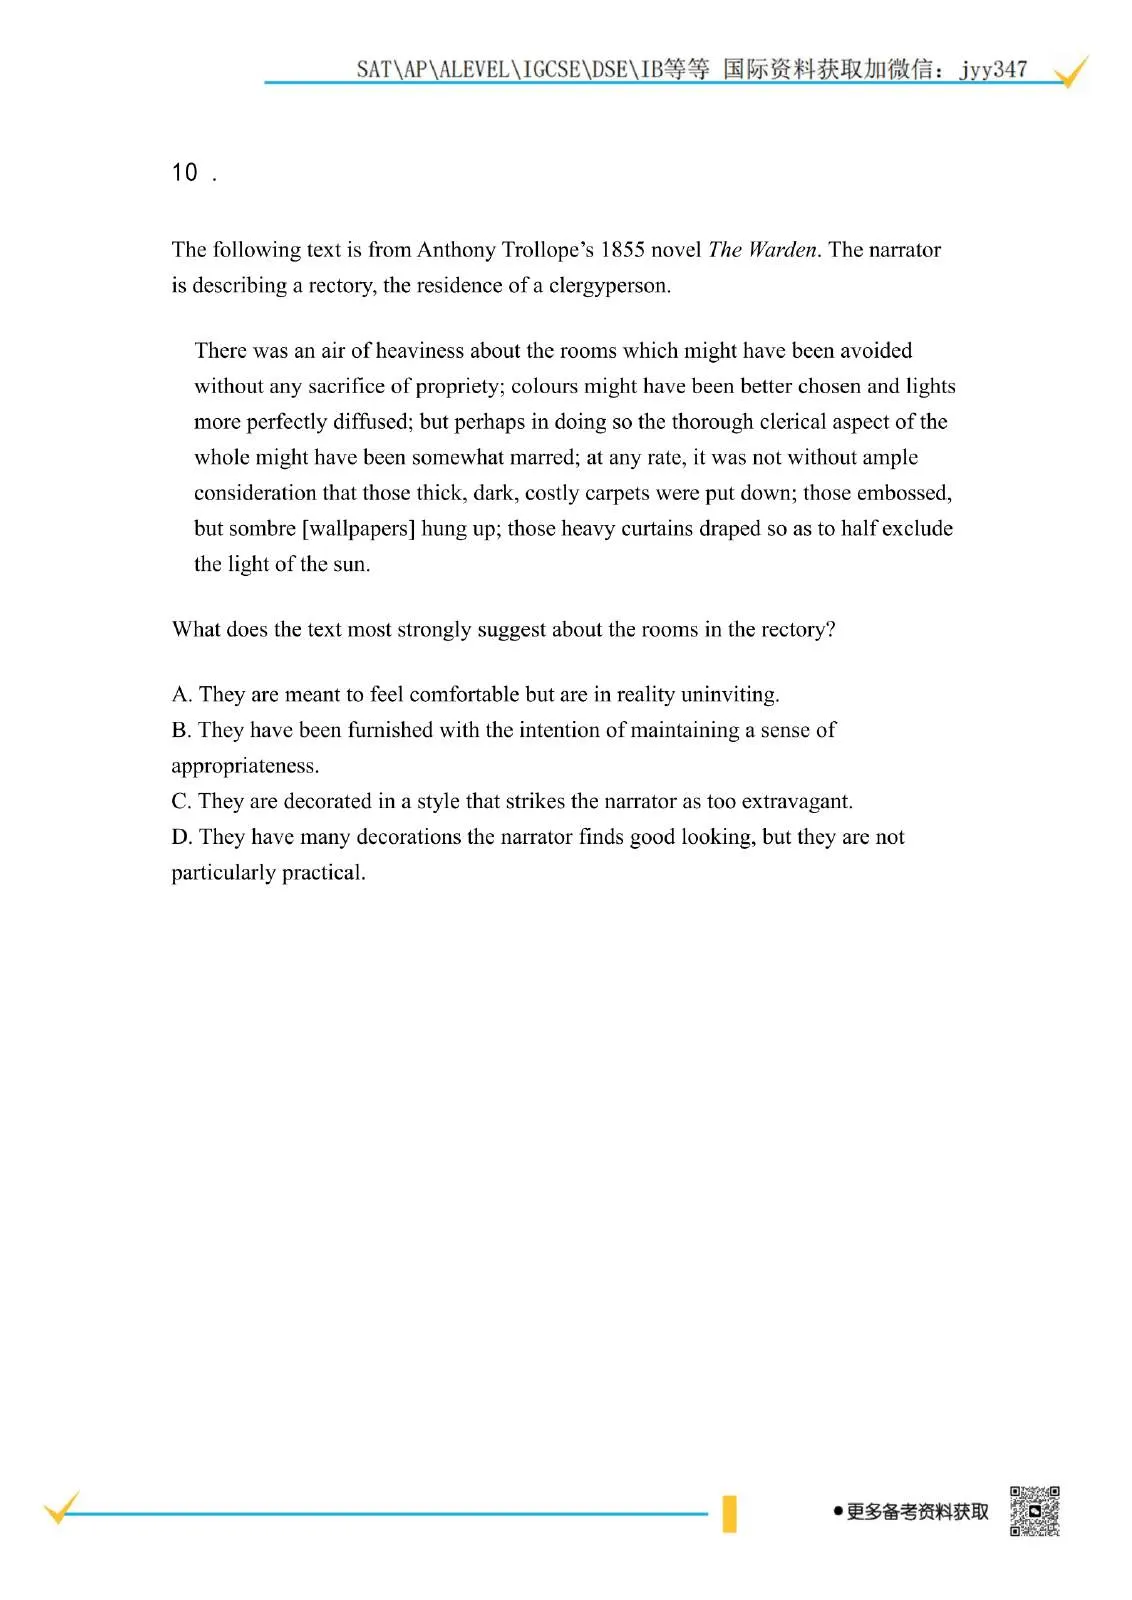 SAT\AP\ALEVEL\IGCSE\DSE\IB等等 国际资料获取加微信：jyy347
10 .
The following text is from Anthony Trollope’s 1855 novel The Warden. The narrator
is describing a rectory, the residence of a clergyperson.
There was an air of heaviness about the rooms which might have been avoided
without any sacrifice of propriety; colours might have been better chosen and lights
more perfectly diffused; but perhaps in doing so the thorough clerical aspect of the
whole might have been somewhat marred; at any rate, it was not without ample
consideration that those thick, dark, costly carpets were put down; those embossed,
but sombre [wallpapers] hung up; those heavy curtains draped so as to half exclude
the light of the sun.
What does the text most strongly suggest about the rooms in the rectory?
A. They are meant to feel comfortable but are in reality uninviting.
B. They have been furnished with the intention of maintaining a sense of
appropriateness.
C. They are decorated in a style that strikes the narrator as too extravagant.
D. They have many decorations the narrator finds good looking, but they are not
particularly practical.
●更多备考资料获取